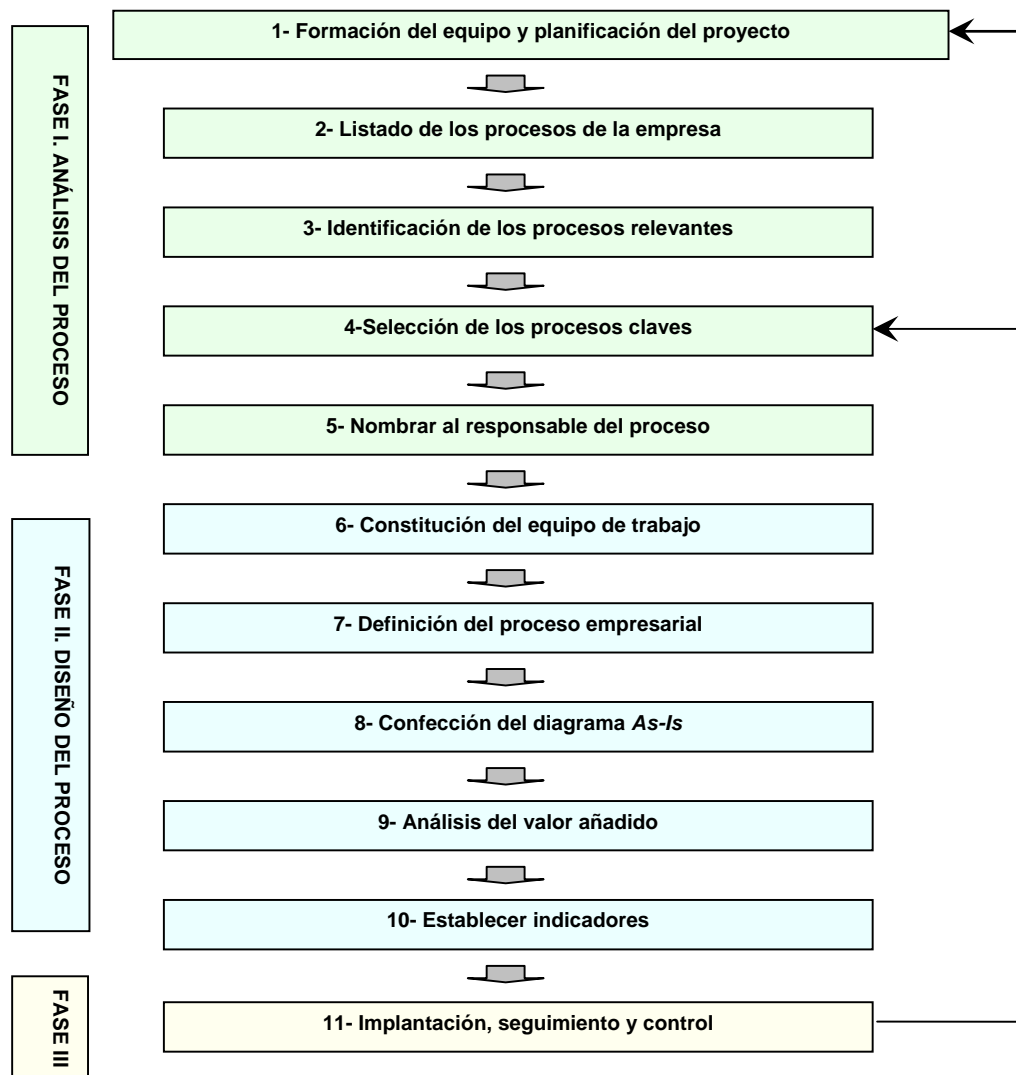 FASE I. ANÁLISIS DEL PROCESO
1- Formación del equipo y planificación del proyecto
2- Listado de los procesos de la empresa
3- Identificación de los procesos relevantes
4-Selección de los procesos claves
5- Nombrar al responsable del proceso
FASE II. DISEÑO DEL PROCESO
6- Constitución del equipo de trabajo
7- Definición del proceso empresarial
8- Confección del diagrama As-Is
9- Análisis del valor añadido
10- Establecer indicadores
FASE III
11- Implantación, seguimiento y control